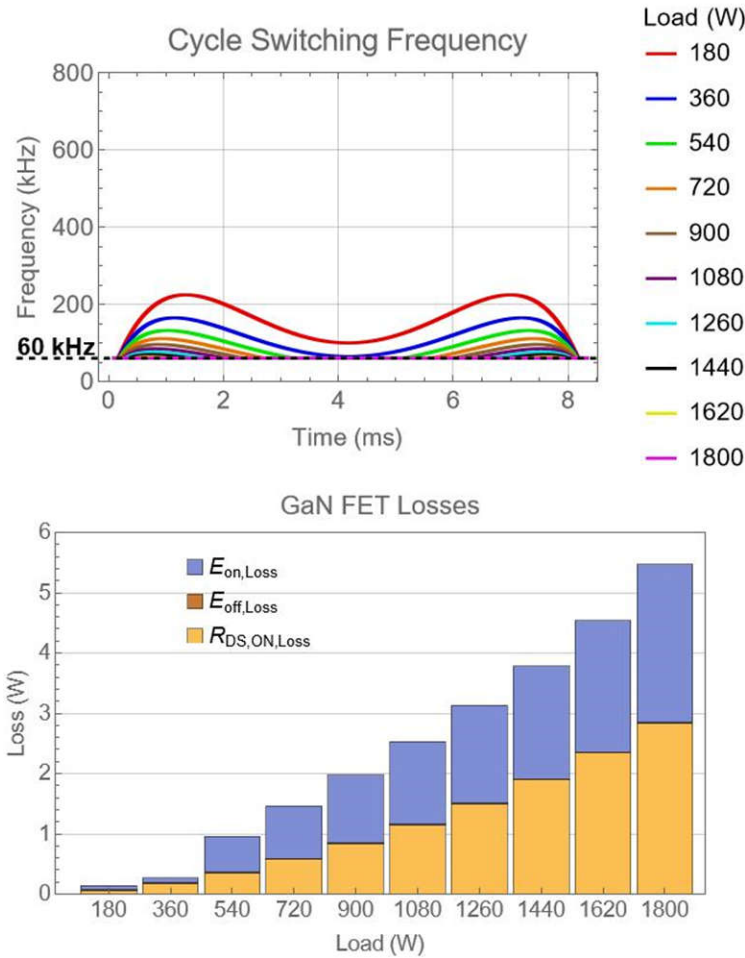 Cycle Switching Frequency
Load (W)
180
360
540
720
900
1080
1260
1440
1620
1800
Frequency (kHz)
800
600
400
200
0
60 kHz
0 2 4 6 8
Time (ms)
GaN FET Losses
Loss (W)
6
5
4
3
2
1
0
Eon,Loss
Eoff,Loss
RDS,ON,Loss
180 360 540 720 900 1080 1260 1440 1620 1800
Load (W)